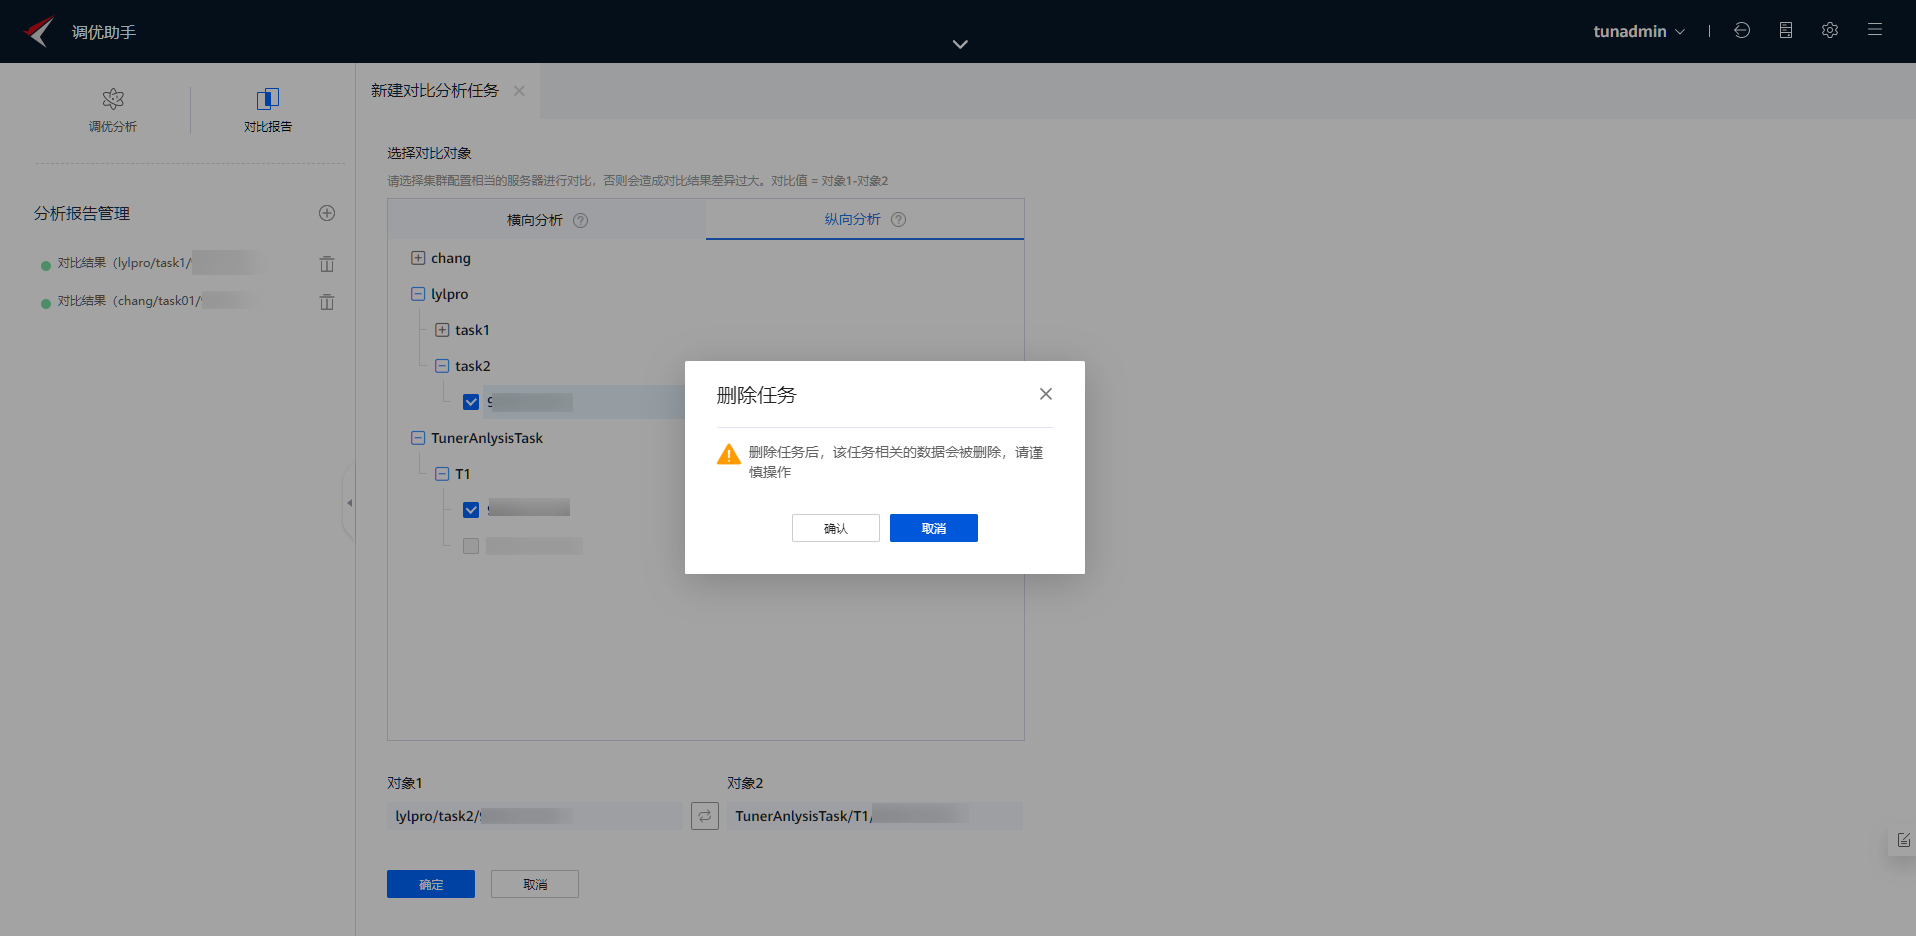 调优助手
tunadmin
调优分析
对比报告
新建对比分析任务
分析报告管理
对比结果（lylpro/task1/
对比结果（chang/task01/
选择对比对象
请选择集群配置相当的服务器进行对比，否则会造成对比结果差异过大。对比值 = 对象1-对象2
横向分析
纵向分析
chang
lylpro
task1
task2
9
TunerAnlysisTask
T1
删除任务
删除任务后，该任务相关的数据会被删除，请谨
慎操作
确认
取消
对象1
对象2
lylpro/task2/
TunerAnlysisTask/T1/
确定
取消